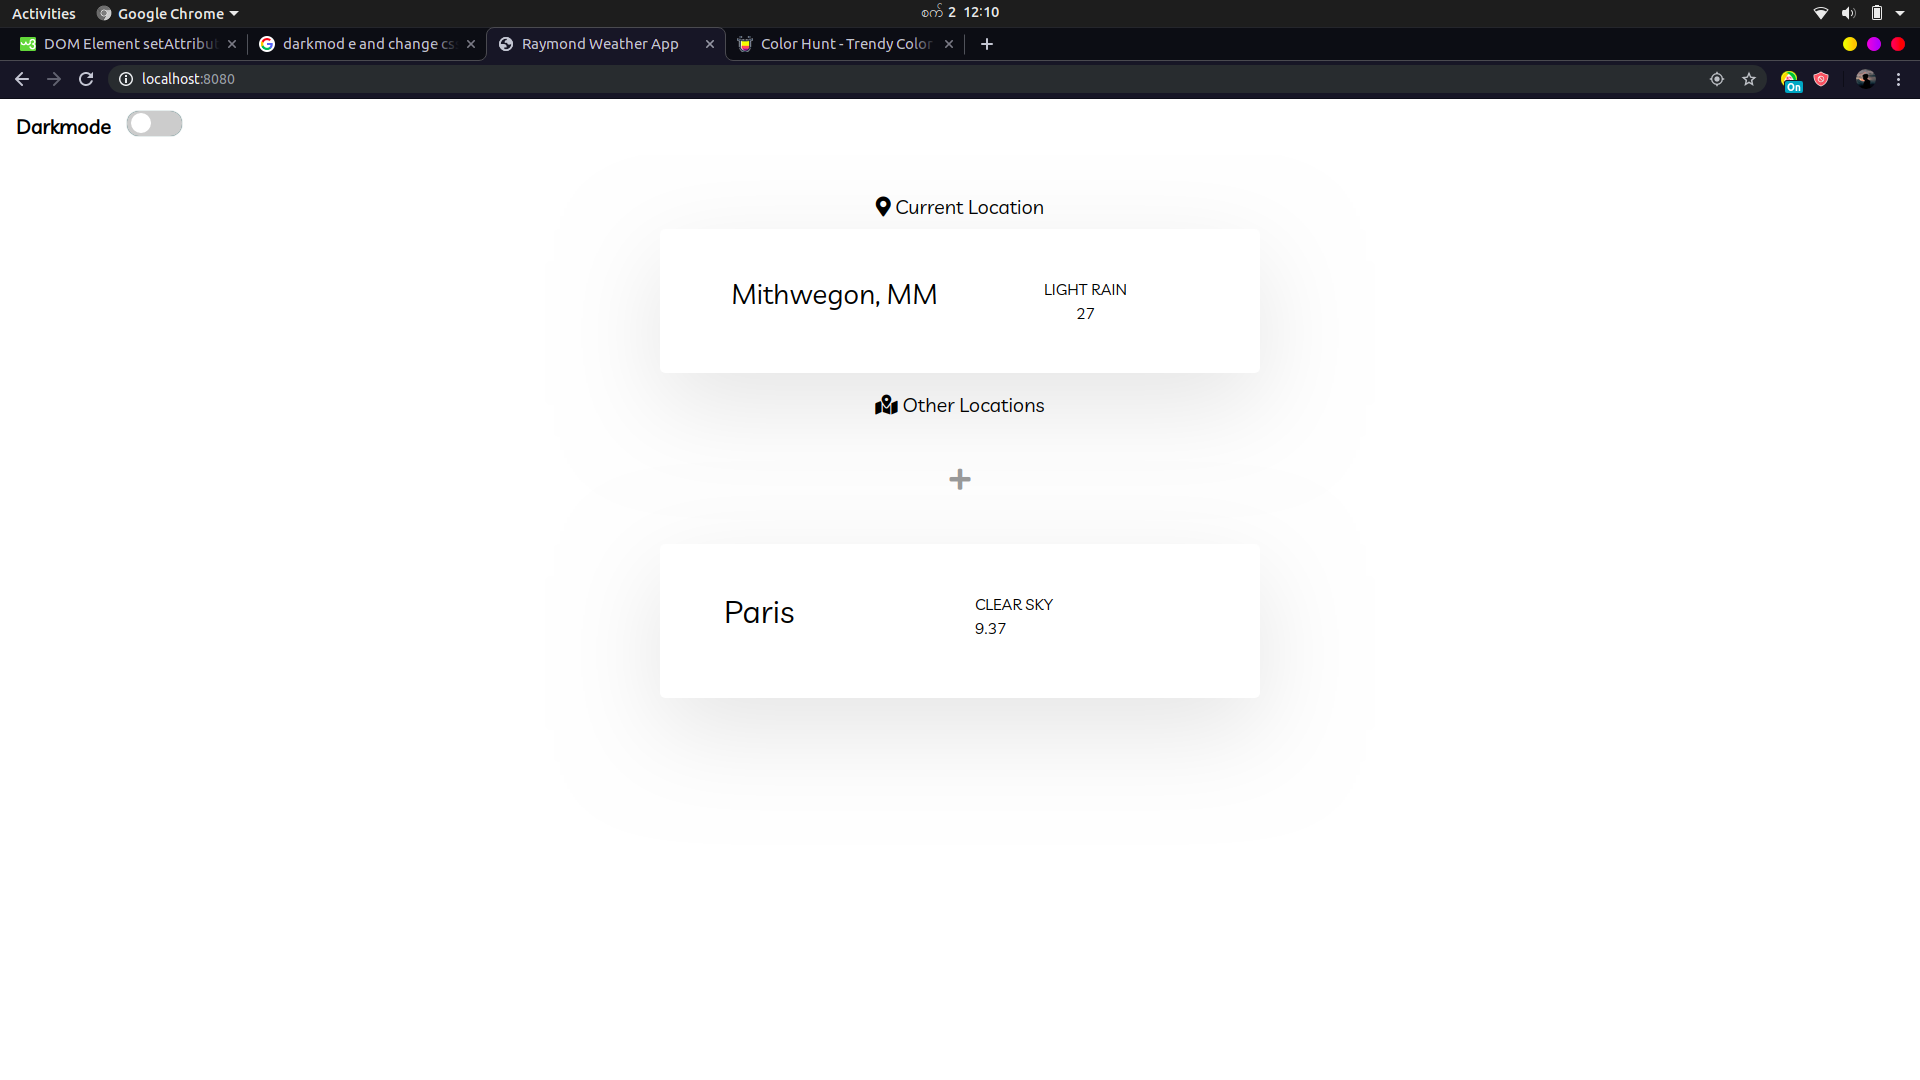 Activities
Google Chrome
စက် 2 12:10
DOM Element setAttribut
darkmod e and change cs
Raymond Weather App
Color Hunt - Trendy Color
localhost:8080
On
Darkmode
Current Location
Mithwegon, MM
LIGHT RAIN
27
Other Locations
Paris
CLEAR SKY
9.37